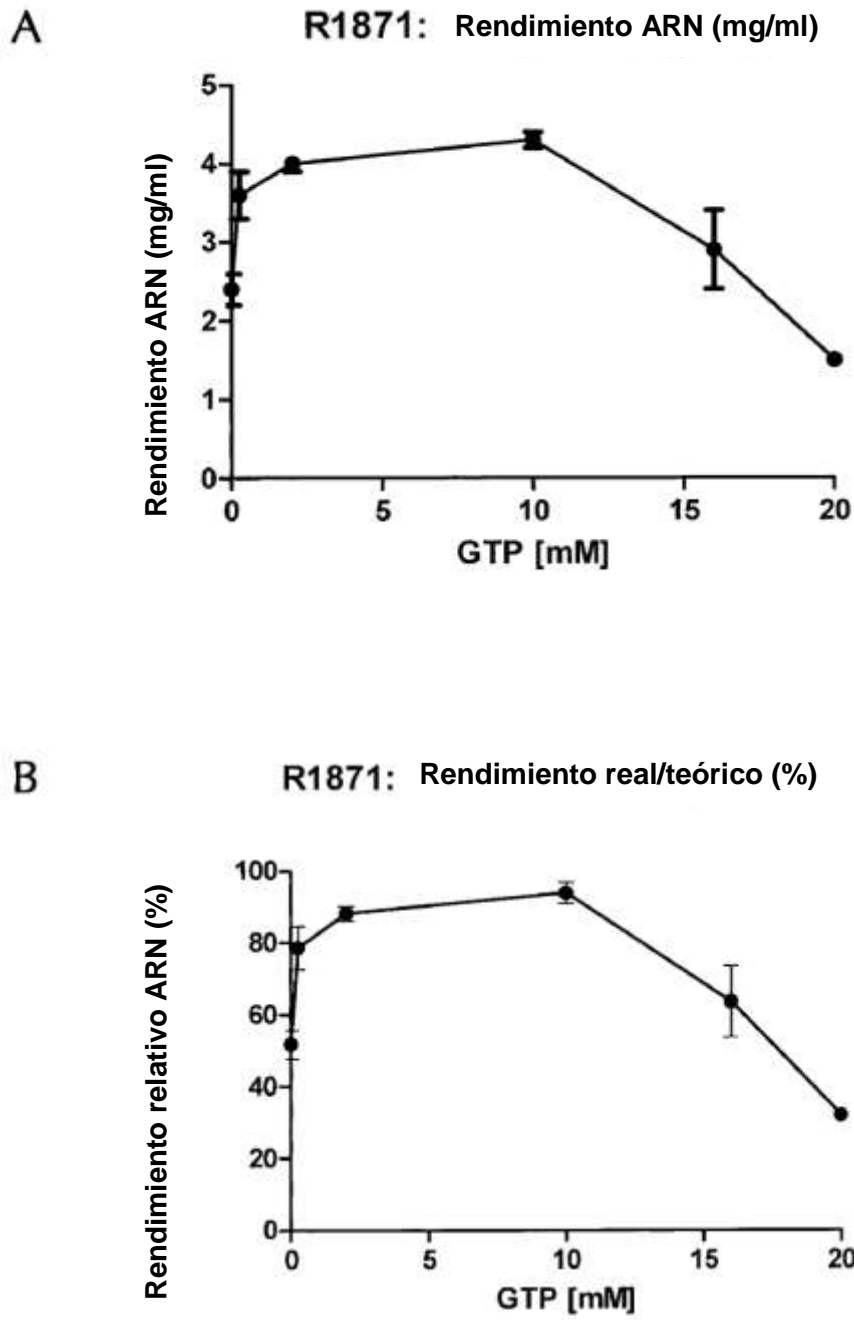 A
R1871: Rendimiento ARN (mg/ml)
Rendimiento ARN (mg/ml)
5
4
3
2
1
0
0 5 10 15 20
GTP [mM]
B
R1871: Rendimiento real/teórico (%)
Rendimiento relativo ARN (%)
100
80
60
40
20
0
0 5 10 15 20
GTP [mM]